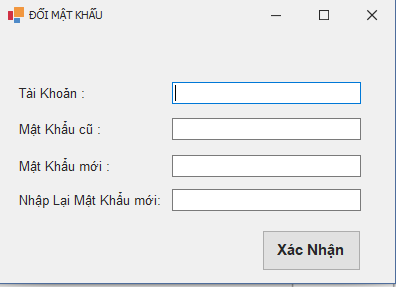 ĐỔI MẬT KHẨU
Tài Khoản :
Mật Khẩu cũ :
Mật Khẩu mới :
Nhập Lại Mật Khẩu mới:
Xác Nhận